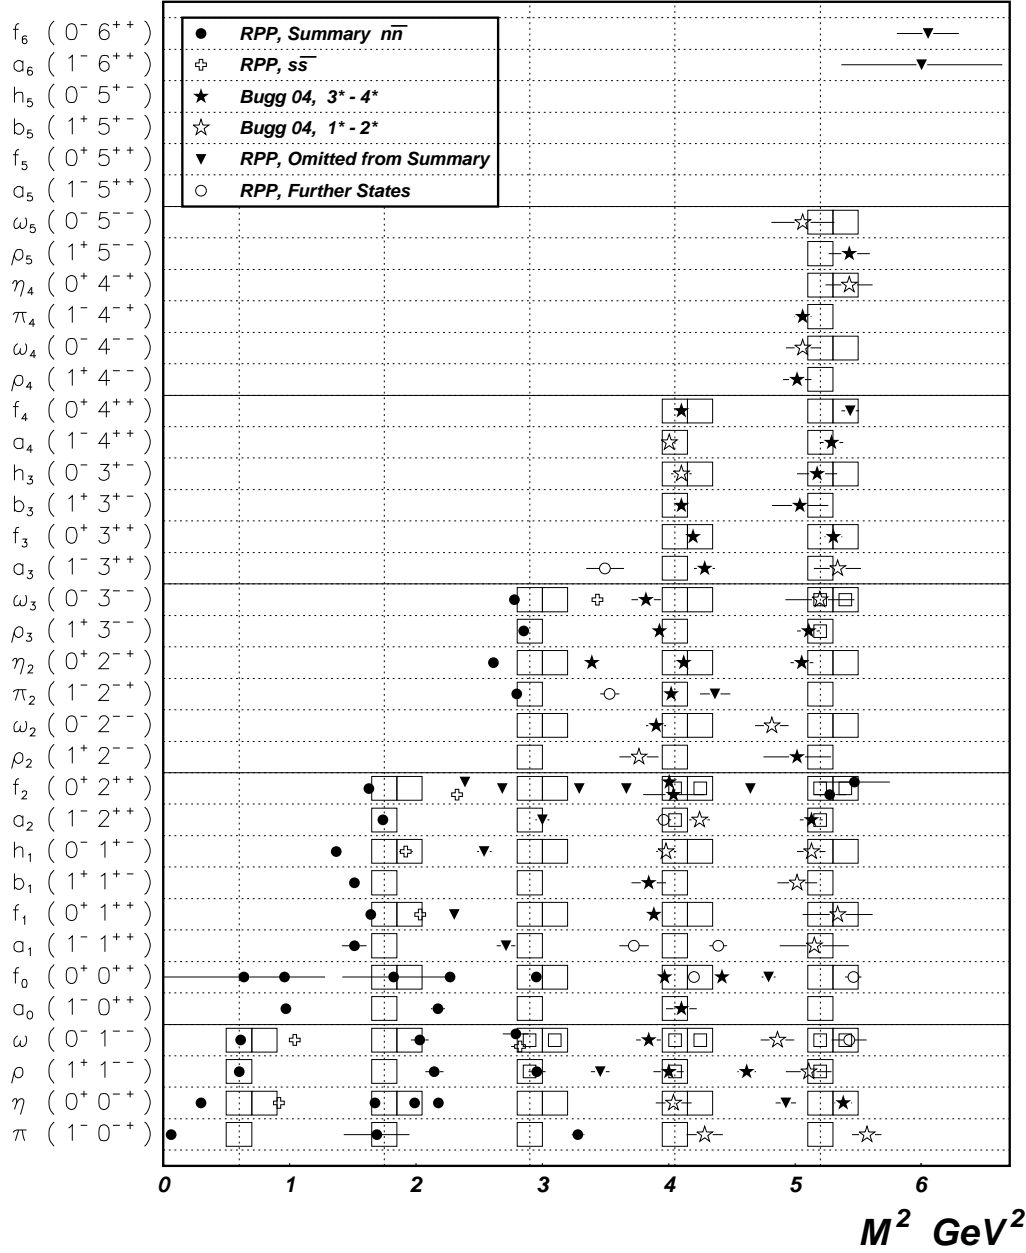 f₆ ( 0⁻ 6⁺⁺ )
a₆ ( 1⁻ 6⁺⁺ )
h₅ ( 0⁻ 5⁺⁻ )
b₅ ( 1⁺ 5⁺⁻ )
f₅ ( 0⁺ 5⁺⁺ )
a₅ ( 1⁻ 5⁺⁺ )
ω₅ ( 0⁻ 5⁻⁻ )
ρ₅ ( 1⁺ 5⁻⁻ )
η₄ ( 0⁺ 4⁻⁺ )
π₄ ( 1⁻ 4⁻⁺ )
ω₄ ( 0⁻ 4⁻⁻ )
ρ₄ ( 1⁺ 4⁻⁻ )
f₄ ( 0⁺ 4⁺⁺ )
a₄ ( 1⁻ 4⁺⁺ )
h₃ ( 0⁻ 3⁺⁻ )
b₃ ( 1⁺ 3⁺⁻ )
f₃ ( 0⁺ 3⁺⁺ )
a₃ ( 1⁻ 3⁺⁺ )
ω₃ ( 0⁻ 3⁻⁻ )
ρ₃ ( 1⁺ 3⁻⁻ )
η₂ ( 0⁺ 2⁻⁺ )
π₂ ( 1⁻ 2⁻⁺ )
ω₂ ( 0⁻ 2⁻⁻ )
ρ₂ ( 1⁺ 2⁻⁻ )
f₂ ( 0⁺ 2⁺⁺ )
a₂ ( 1⁻ 2⁺⁺ )
h₁ ( 0⁻ 1⁺⁻ )
b₁ ( 1⁺ 1⁺⁻ )
f₁ ( 0⁺ 1⁺⁺ )
a₁ ( 1⁻ 1⁺⁺ )
f₀ ( 0⁺ 0⁺⁺ )
a₀ ( 1⁻ 0⁺⁺ )
ω ( 0⁻ 1⁻⁻ )
ρ ( 1⁺ 1⁻⁻ )
η ( 0⁺ 0⁻⁺ )
π ( 1⁻ 0⁻⁺ )
RPP, Summary nn̅
RPP, ss̅
Bugg 04, 3* - 4*
Bugg 04, 1* - 2*
RPP, Omitted from Summary
RPP, Further States
0 1 2 3 4 5 6
M² GeV²